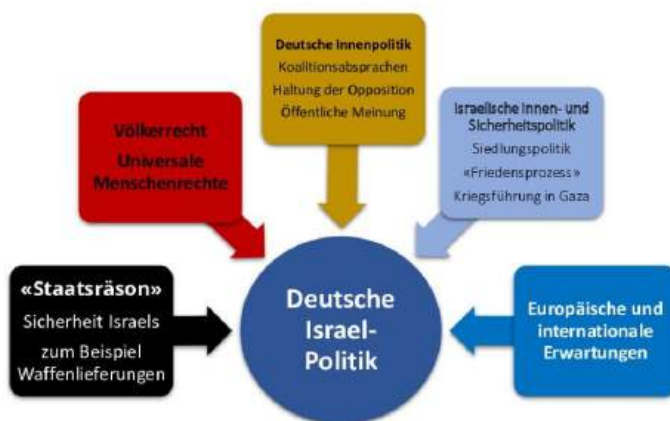 Deutsche Innenpolitik
Koalitionsabsprachen
Haltung der Opposition
Öffentliche Meinung
Völkerrecht
Universale
Menschenrechte
Israelische Innen- und
Sicherheitspolitik
Siedlungspolitik
«Friedensprozess»
Kriegsführung in Gaza
«Staatsräson»
Sicherheit Israels
zum Beispiel
Waffenlieferungen
Deutsche
Israel-
Politik
Europäische und
internationale
Erwartungen